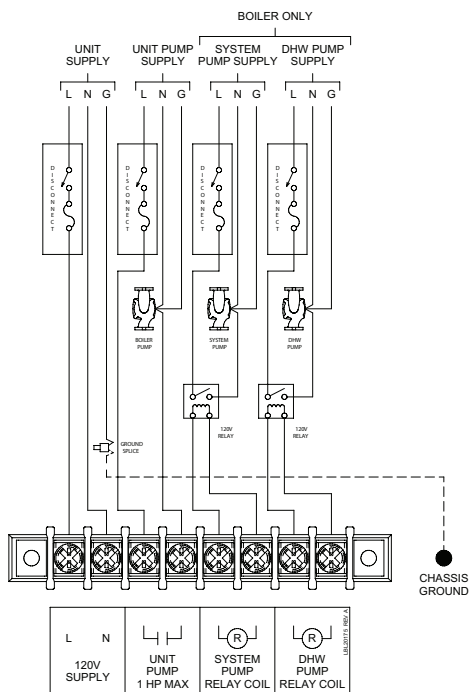 BOILER ONLY
UNIT
SUPPLY
UNIT PUMP
SUPPLY
SYSTEM
PUMP SUPPLY
DHW PUMP
SUPPLY
L N G
L N G
L N G
L N G
DISCONNECT
DISCONNECT
DISCONNECT
DISCONNECT
BOILER
PUMP
SYSTEM
PUMP
DHW
PUMP
120V
RELAY
120V
RELAY
GROUND
SPLICE
CHASSIS
GROUND
L N
120V
SUPPLY
UNIT
PUMP
1 HP MAX
R
SYSTEM
PUMP
RELAY COIL
R
DHW
PUMP
RELAY COIL
LBL20175 REV A